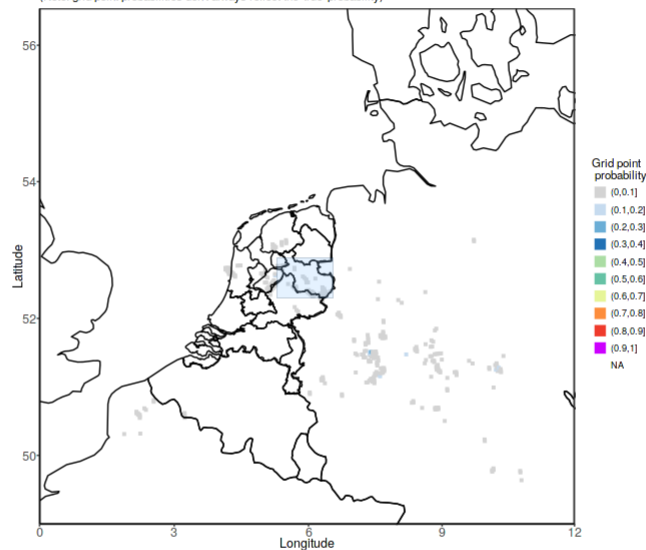 Grid point
probability
(0,0.1]
(0.1,0.2]
(0.2,0.3]
(0.3,0.4]
(0.4,0.5]
(0.5,0.6]
(0.6,0.7]
(0.7,0.8]
(0.8,0.9]
(0.9,1]
NA
Latitude
56
54
52
50
0 3 6 9 12
Longitude